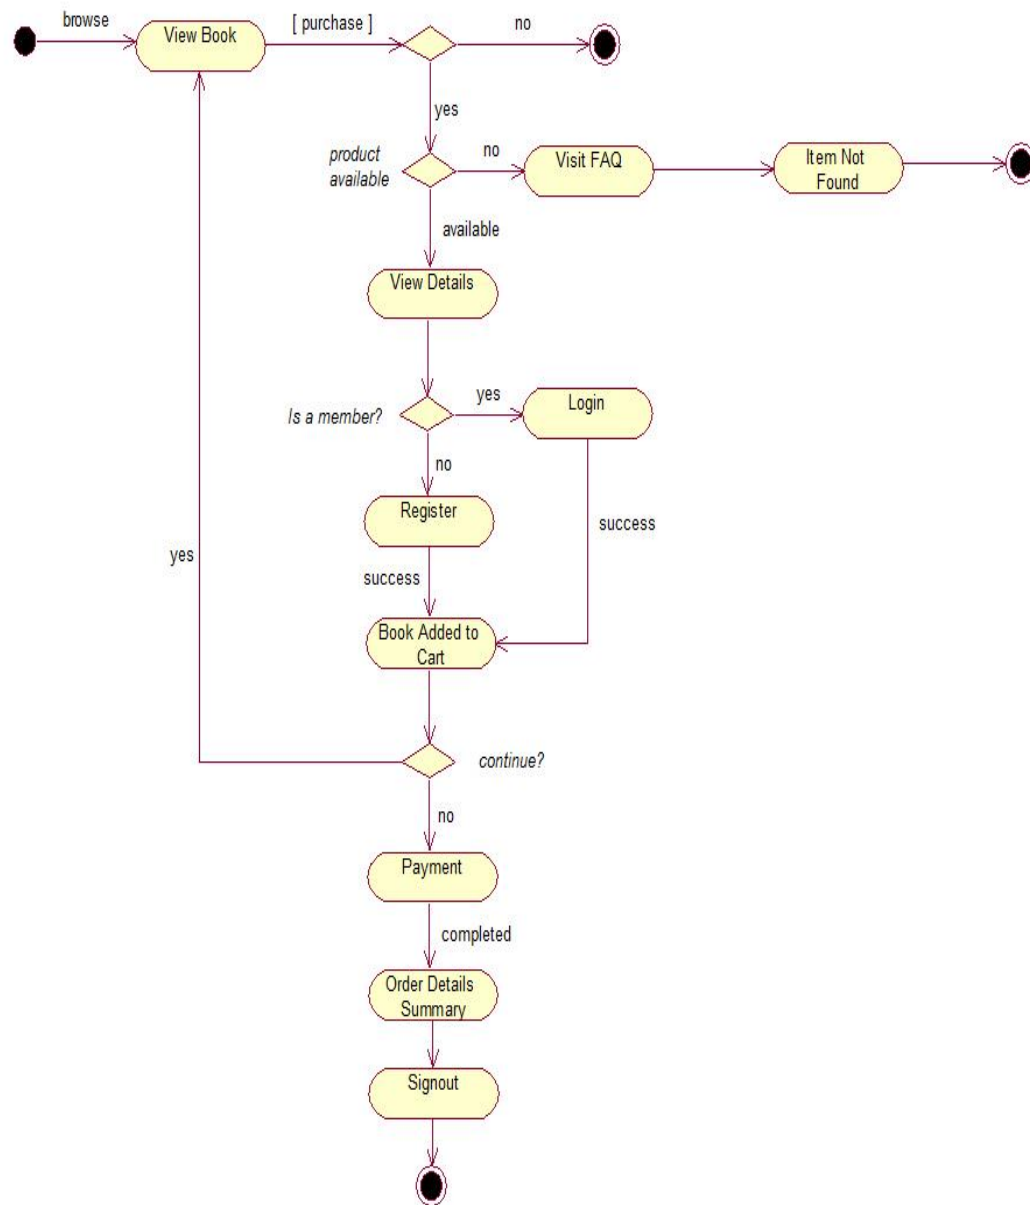 browse
View Book
[ purchase ]
no
yes
product
available
no
Visit FAQ
Item Not
Found
available
View Details
Is a member?
yes
Login
no
Register
success
yes
success
Book Added to
Cart
continue?
no
Payment
completed
Order Details
Summary
Signout